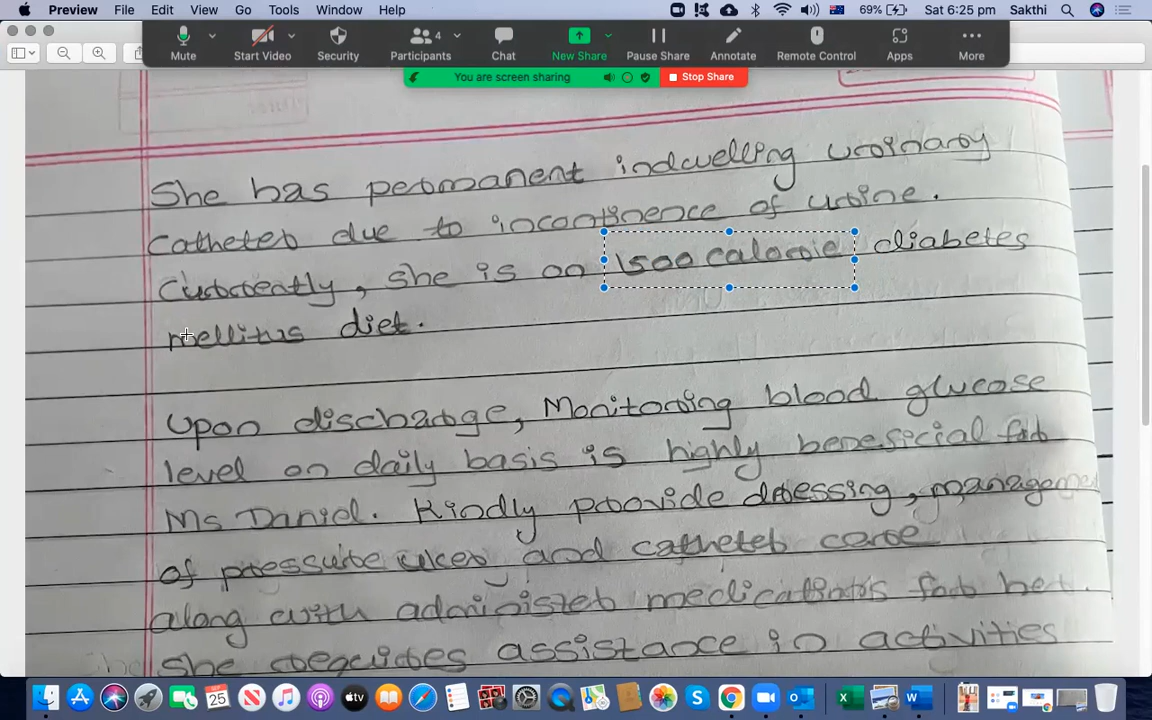 Preview File Edit View Go Tools Window Help 69% Sat 6:25 pm Sakthi
Mute Start Video Security Participants 4 Chat New Share Pause Share Annotate Remote Control Apps More
You are screen sharing Stop Share
She has permanent indwelling urinary
catheter due to incontinence of urine.
Currently, she is on 1500 calorie diabetes
mellitus diet.
Upon discharge, Monitoring blood glucose
level on daily basis is highly beneficial for
Ms Daniel. Kindly provide dressing, manageme
of pressure ulcer and catheter care
along with administer medications for her.
She requires assistance in activities
SEP
25
tv
X
W